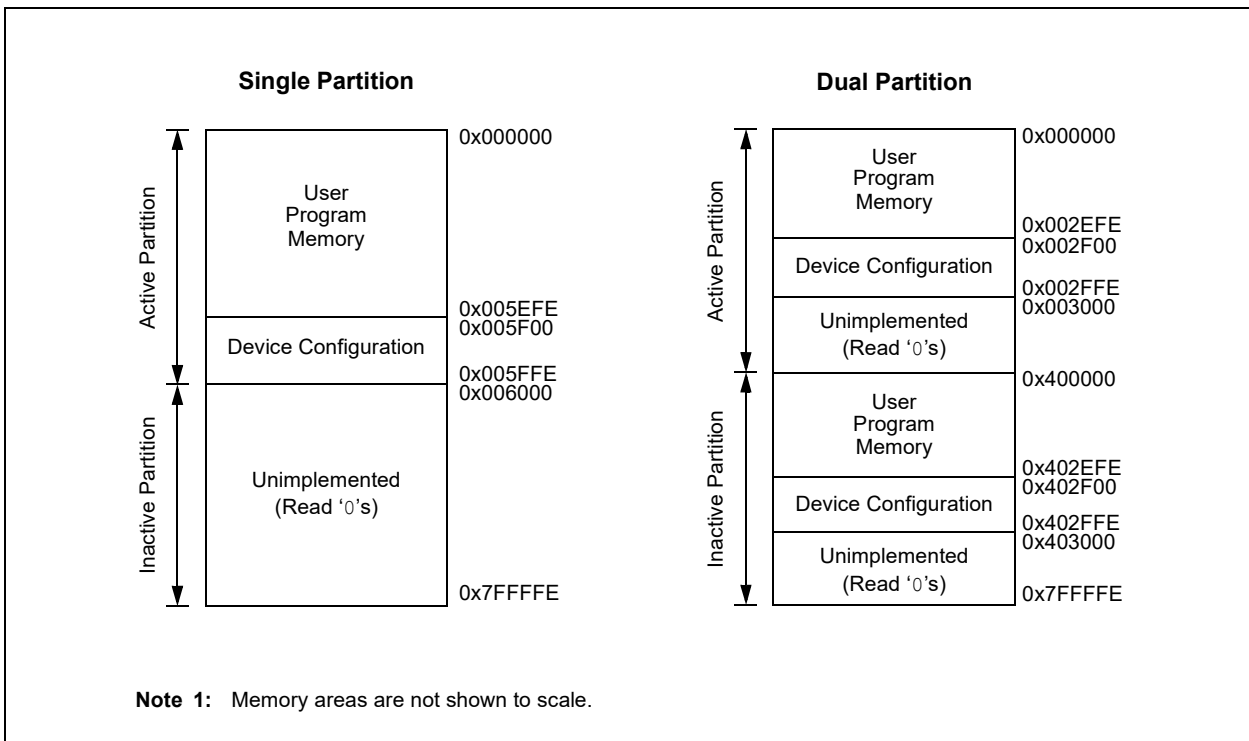 Single Partition
Active Partition
Inactive Partition
User
Program
Memory
Device Configuration
Unimplemented
(Read ‘0’s)
0x000000
0x005EFE
0x005F00
0x005FFE
0x006000
0x7FFFFE
Dual Partition
Active Partition
Inactive Partition
User
Program
Memory
Device Configuration
Unimplemented
(Read ‘0’s)
User
Program
Memory
Device Configuration
Unimplemented
(Read ‘0’s)
0x000000
0x002EFE
0x002F00
0x002FFE
0x003000
0x400000
0x402EFE
0x402F00
0x402FFE
0x403000
0x7FFFFE
Note 1: Memory areas are not shown to scale.